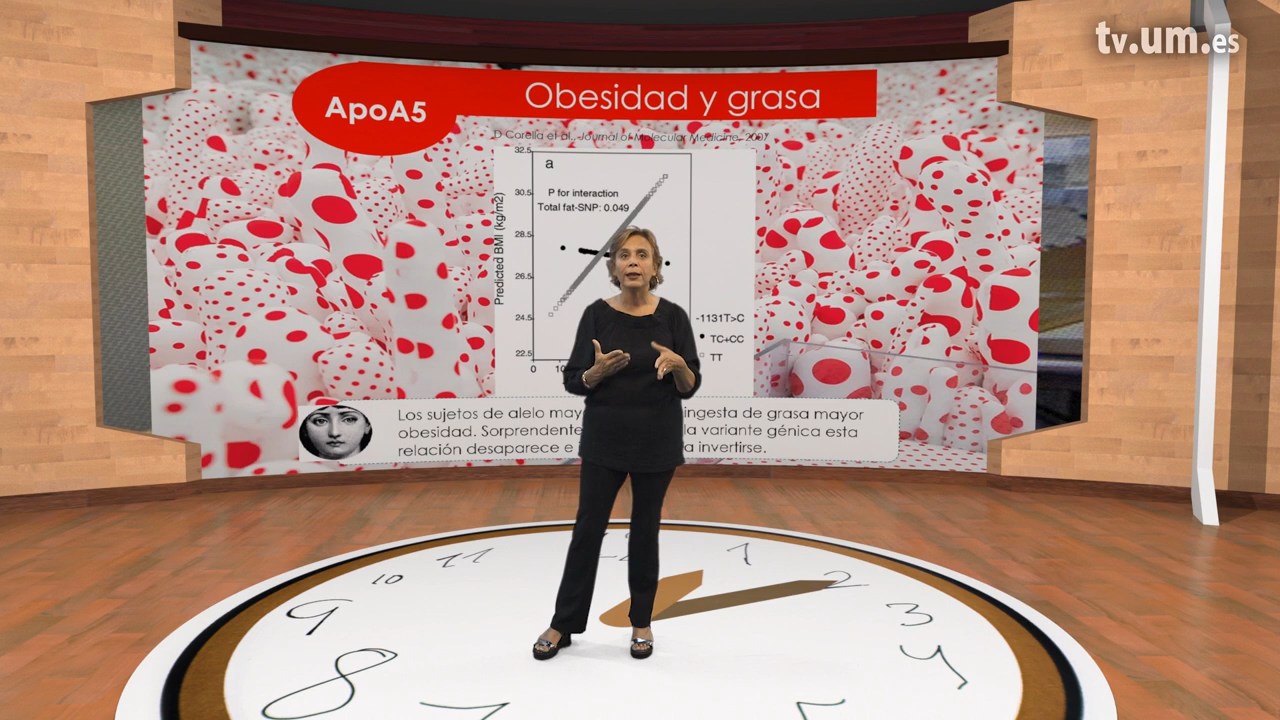 tv.um.es
ApoA5
Obesidad y grasa
D Corella et al., Journal of Molecular Medicine, 2007
32.5
a
30.5
P for interaction
Total fat-SNP: 0.049
28.5
Predicted BMI (kg/m2)
26.5
24.5
-1131T>C
TC+CC
TT
22.5
0
Los sujetos de alelo ingesta de grasa mayor
obesidad. la variante génica esta
relación desaparece e invertirse.
11
12
1
10
2
9
3
8
4